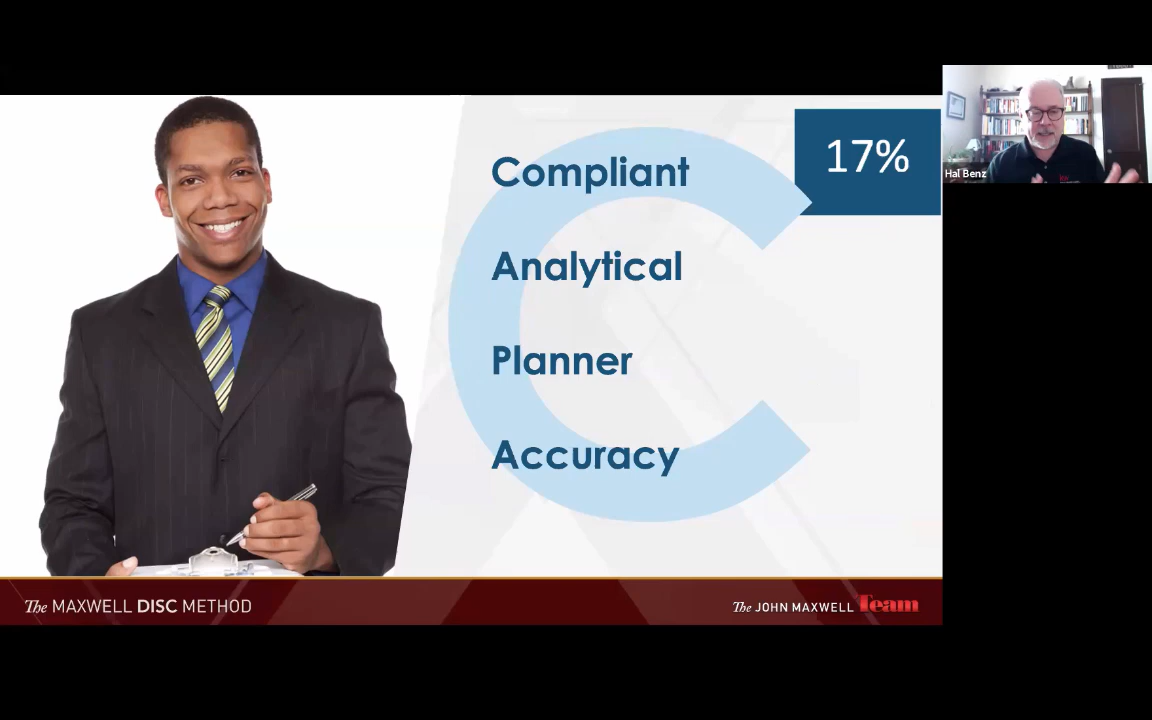 Compliant
17%
Analytical
Planner
Accuracy
Hal Benz
The MAXWELL DISC METHOD
The JOHN MAXWELL Team